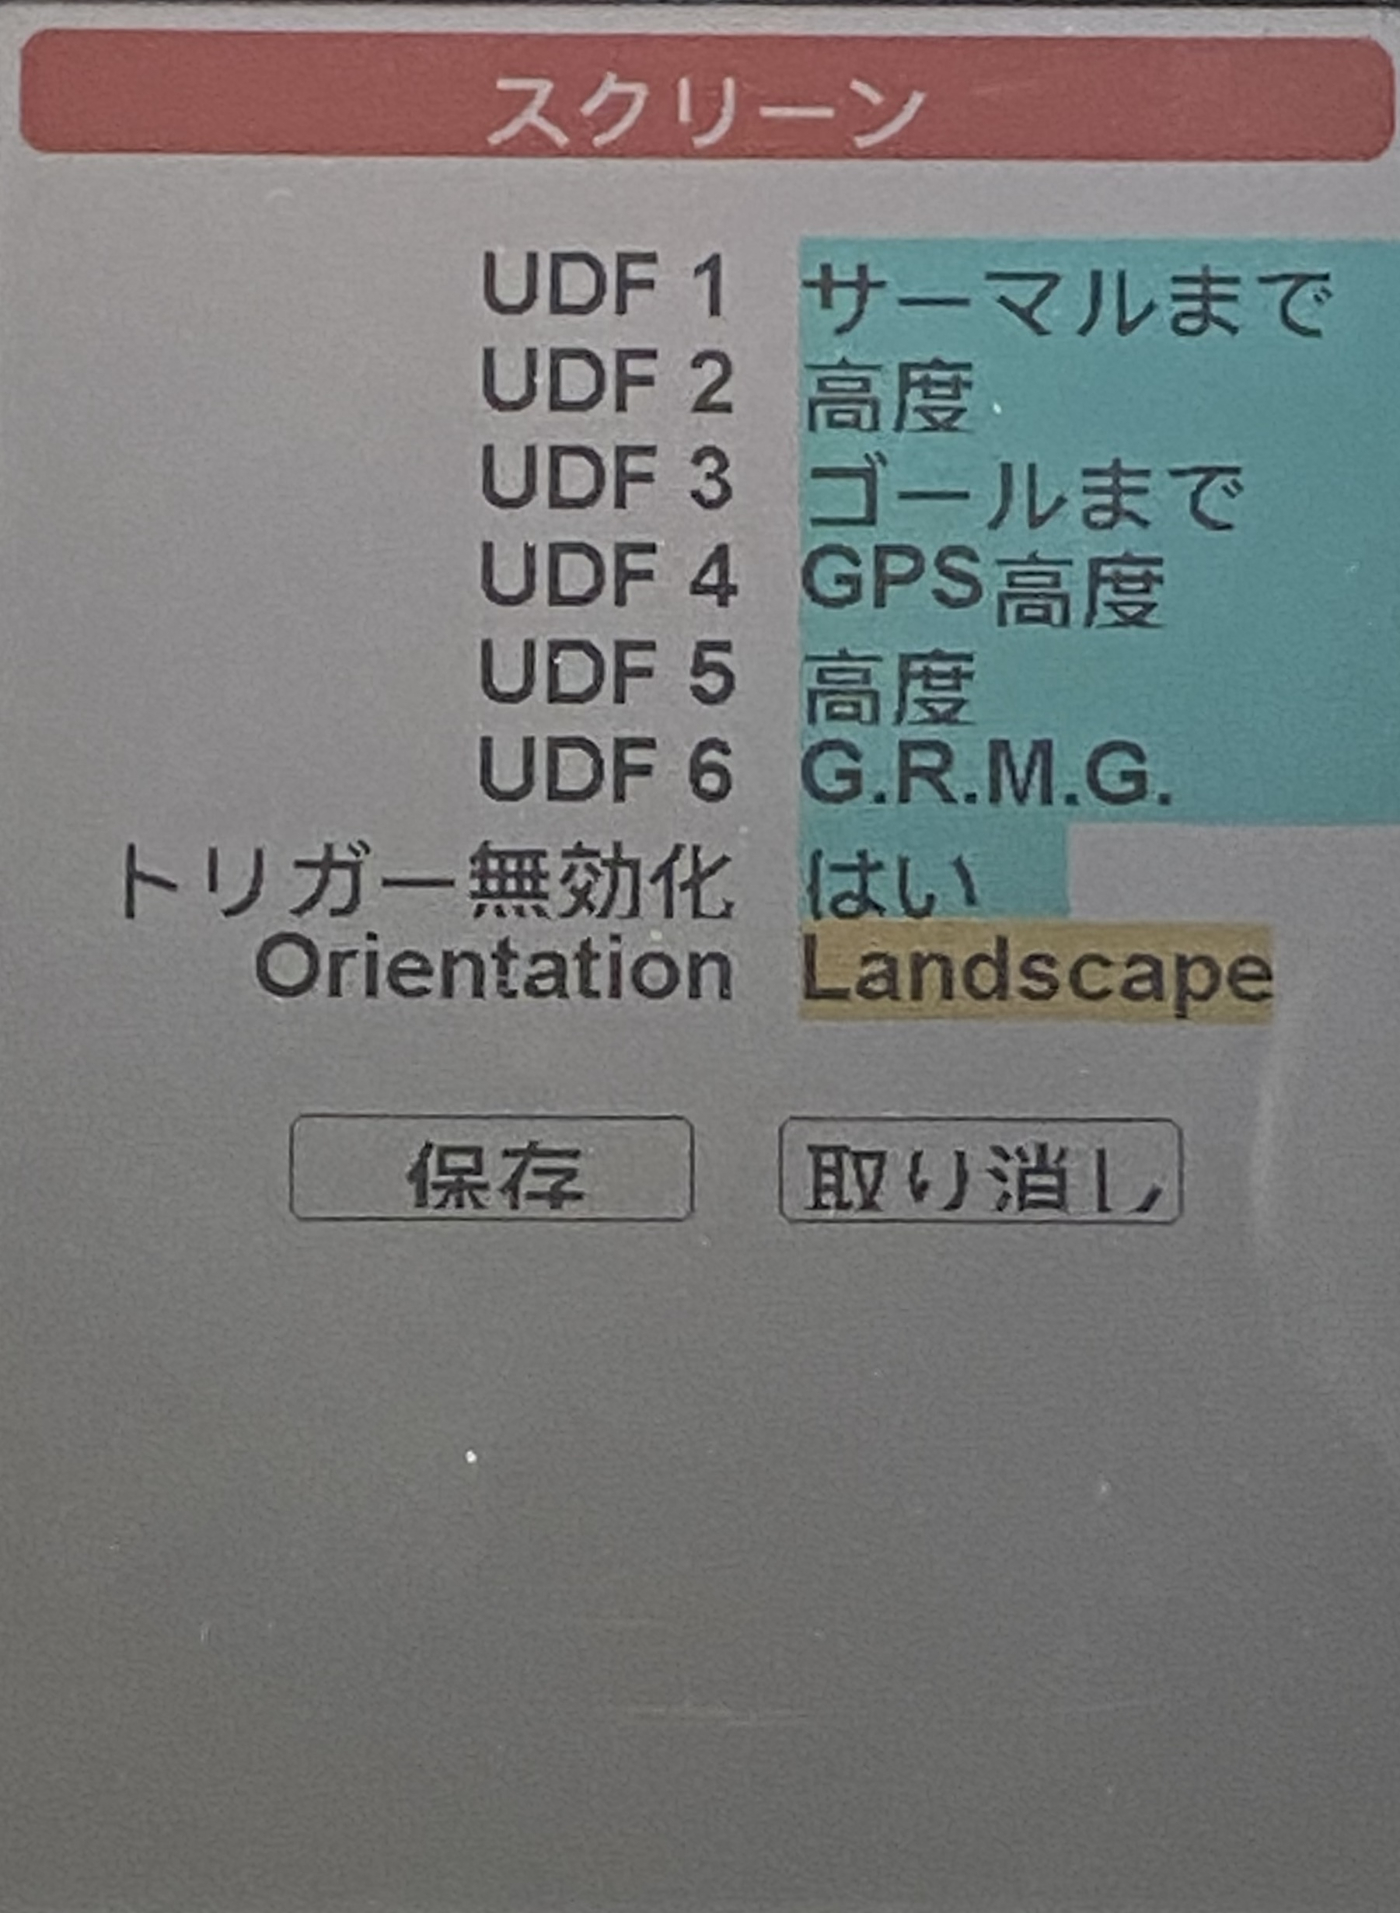 スクリーン
UDF 1 サーマルまで
UDF 2 高度
UDF 3 ゴールまで
UDF 4 GPS高度
UDF 5 高度
UDF 6 G.R.M.G.
トリガー無効化 はい
Orientation Landscape
保存 取り消し